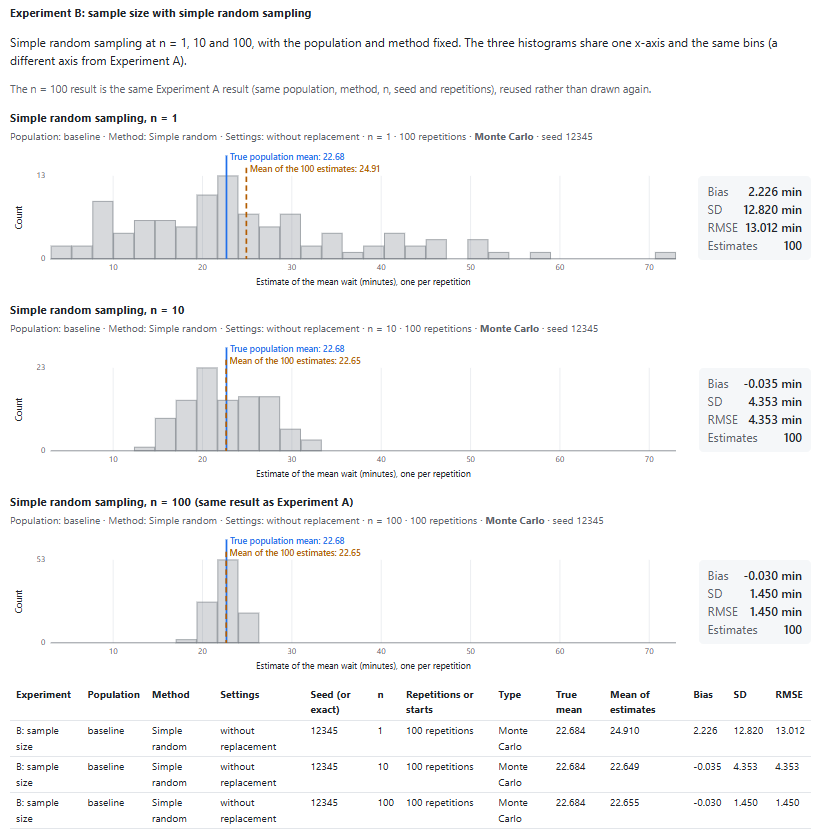 Experiment B: sample size with simple random sampling
Simple random sampling at n = 1, 10 and 100, with the population and method fixed. The three histograms share one x-axis and the same bins (a
different axis from Experiment A).
The n = 100 result is the same Experiment A result (same population, method, n, seed and repetitions), reused rather than drawn again.
Simple random sampling, n = 1
Population: baseline · Method: Simple random · Settings: without replacement · n = 1 · 100 repetitions · Monte Carlo · seed 12345
True population mean: 22.68
Mean of the 100 estimates: 24.91
13
Count
0
10 20 30 40 50 60 70
Estimate of the mean wait (minutes), one per repetition
Bias 2.226 min
SD 12.820 min
RMSE 13.012 min
Estimates 100
Simple random sampling, n = 10
Population: baseline · Method: Simple random · Settings: without replacement · n = 10 · 100 repetitions · Monte Carlo · seed 12345
True population mean: 22.68
Mean of the 100 estimates: 22.65
23
Count
0
10 20 30 40 50 60 70
Estimate of the mean wait (minutes), one per repetition
Bias -0.035 min
SD 4.353 min
RMSE 4.353 min
Estimates 100
Simple random sampling, n = 100 (same result as Experiment A)
Population: baseline · Method: Simple random · Settings: without replacement · n = 100 · 100 repetitions · Monte Carlo · seed 12345
True population mean: 22.68
Mean of the 100 estimates: 22.65
53
Count
0
10 20 30 40 50 60 70
Estimate of the mean wait (minutes), one per repetition
Bias -0.030 min
SD 1.450 min
RMSE 1.450 min
Estimates 100
Experiment Population Method Settings Seed (or n Repetitions or Type True Mean of Bias SD RMSE
exact) starts mean estimates
B: sample baseline Simple without 12345 1 100 repetitions Monte 22.684 24.910 2.226 12.820 13.012
size random replacement Carlo
B: sample baseline Simple without 12345 10 100 repetitions Monte 22.684 22.649 -0.035 4.353 4.353
size random replacement Carlo
B: sample baseline Simple without 12345 100 100 repetitions Monte 22.684 22.655 -0.030 1.450 1.450
size random replacement Carlo